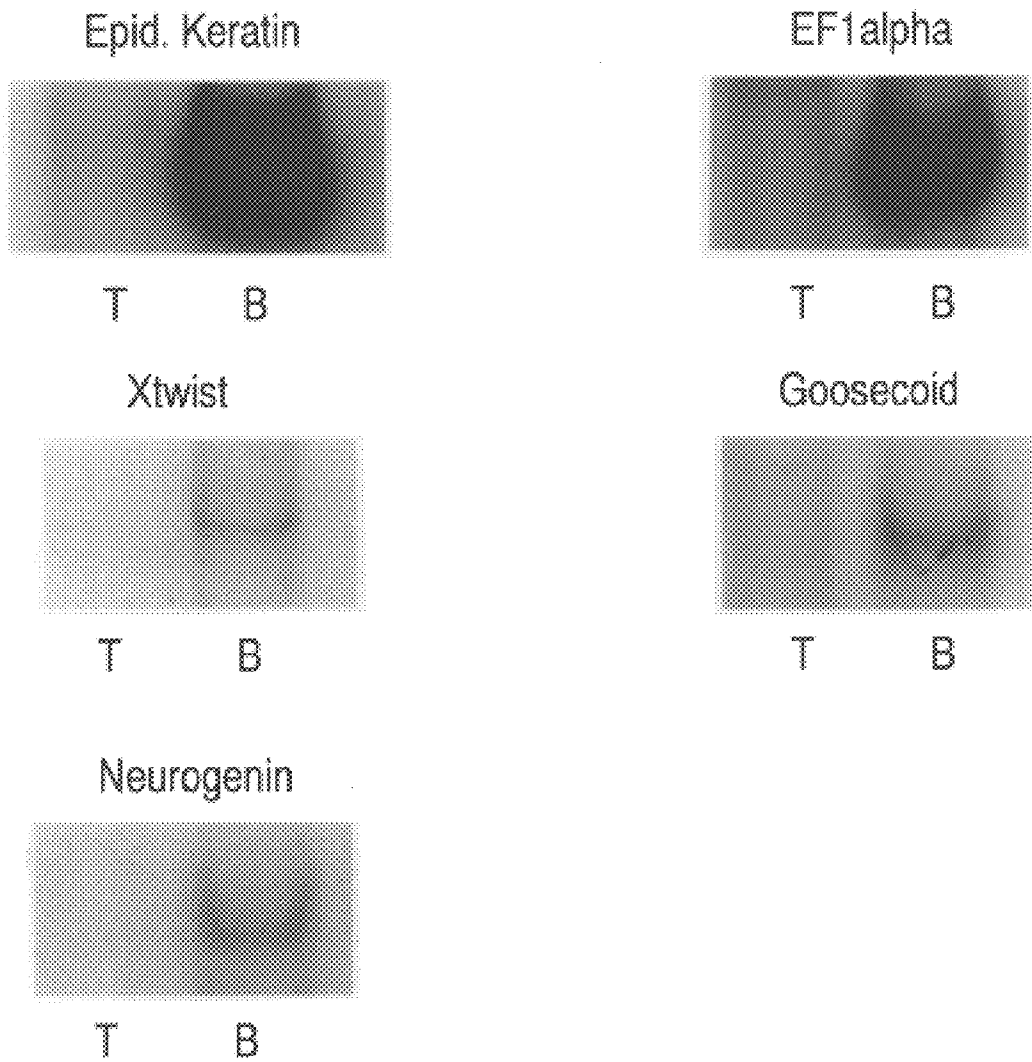 Epid. Keratin
EF1alpha
T B
T B
Xtwist
Goosecoid
T B
T B
Neurogenin
T B